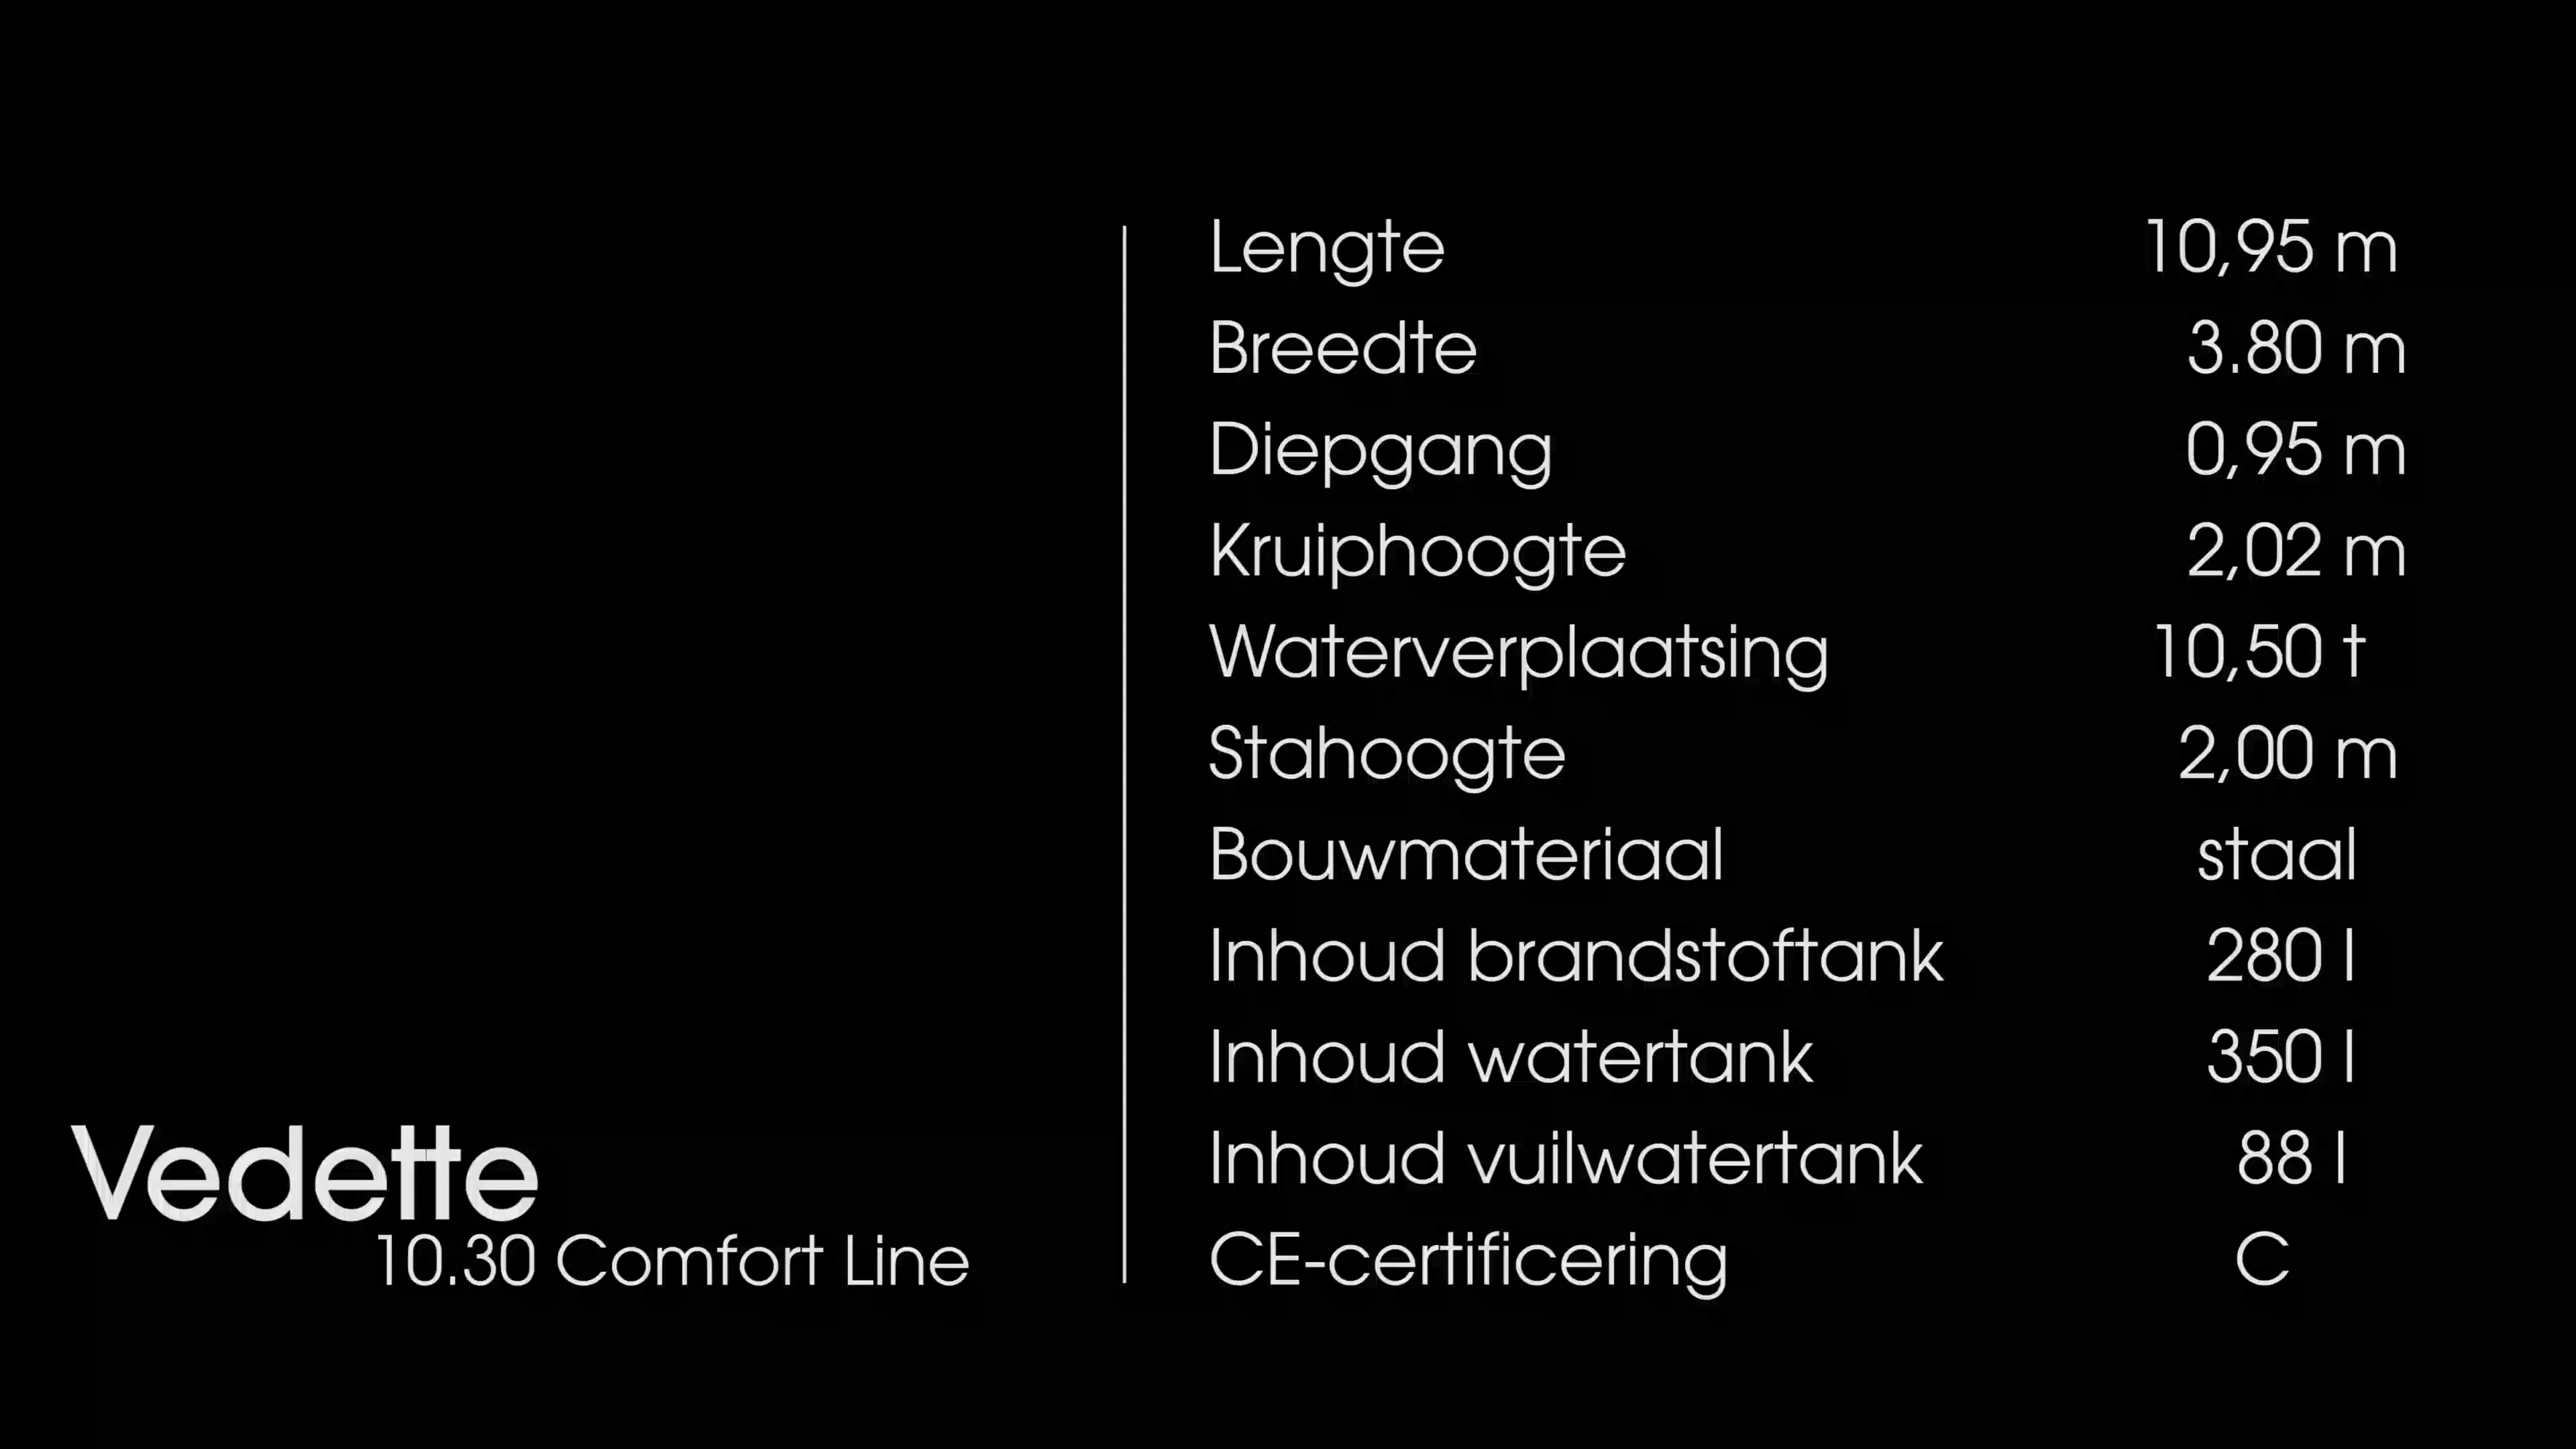 Vedette
10.30 Comfort Line
Lengte 10,95 m
Breedte 3.80 m
Diepgang 0,95 m
Kruiphoogte 2,02 m
Waterverplaatsing 10,50 t
Stahoogte 2,00 m
Bouwmateriaal staal
Inhoud brandstoftank 280 l
Inhoud watertank 350 l
Inhoud vuilwatertank 88 l
CE-certificering C